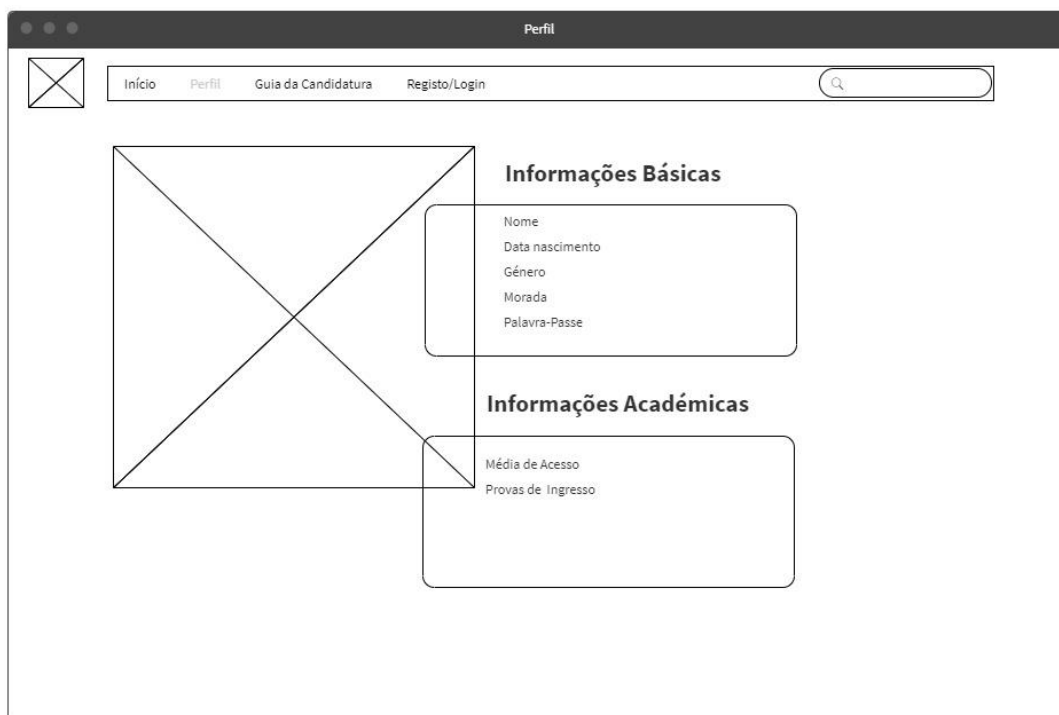 Perfil
Início Perfil Guia da Candidatura Registo/Login
Informações Básicas
Nome
Data nascimento
Género
Morada
Palavra-Passe
Informações Académicas
Média de Acesso
Provas de Ingresso